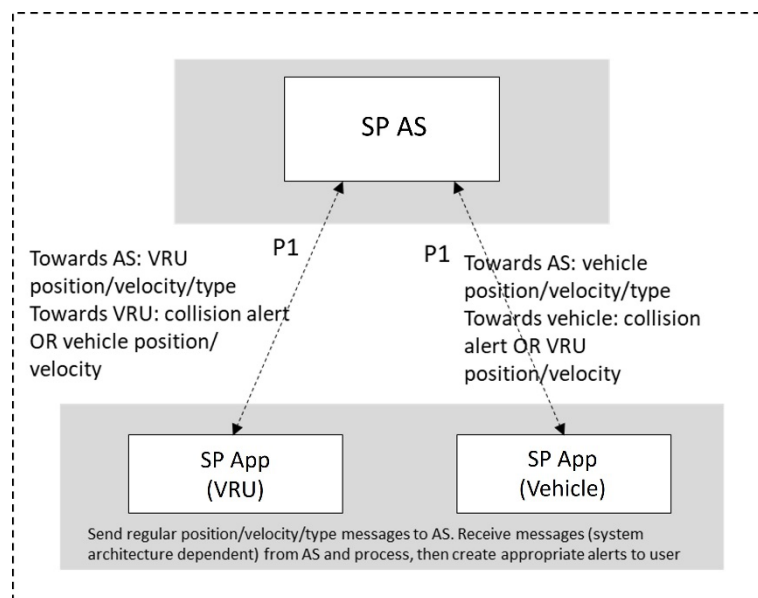 SP AS
P1
Towards AS: VRU
position/velocity/type
Towards VRU: collision alert
OR vehicle position/
velocity
P1
Towards AS: vehicle
position/velocity/type
Towards vehicle: collision
alert OR VRU
position/velocity
SP App
(VRU)
SP App
(Vehicle)
Send regular position/velocity/type messages to AS. Receive messages (system
architecture dependent) from AS and process, then create appropriate alerts to user